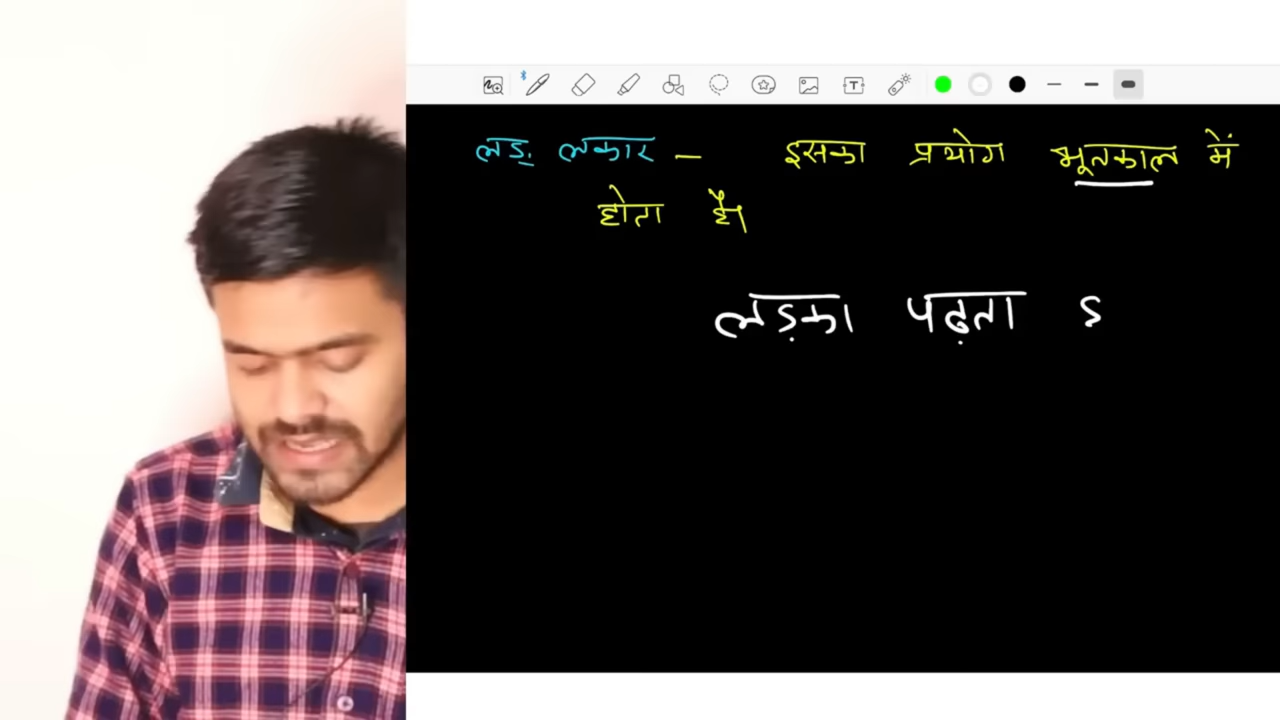 लङ् लकार - इसका प्रयोग भूतकाल में
होता है।
लड़का पढ़ता